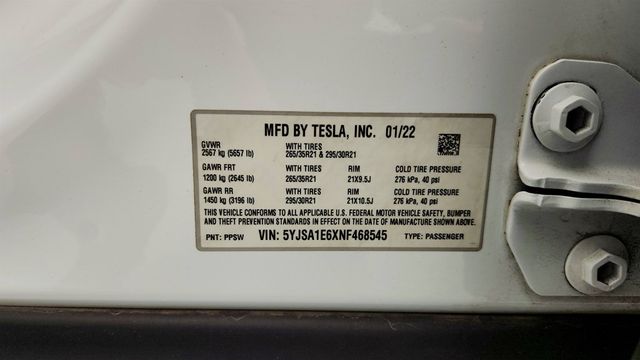 MFD BY TESLA, INC. 01/22
GVWR WITH TIRES
2567 kg (5657 lb) 265/35R21 & 295/30R21
GAWR FRT WITH TIRES RIM COLD TIRE PRESSURE
1200 kg (2645 lb) 265/35R21 21X9.5J 276 kPa, 40 psi
GAWR RR WITH TIRES RIM COLD TIRE PRESSURE
1450 kg (3196 lb) 295/30R21 21X10.5J 276 kPa, 40 psi
THIS VEHICLE CONFORMS TO ALL APPLICABLE U.S. FEDERAL MOTOR VEHICLE SAFETY, BUMPER
AND THEFT PREVENTION STANDARDS IN EFFECT ON THE DATE OF MANUFACTURE SHOWN ABOVE.
PNT: PPSW VIN: 5YJSA1E6XNF468545 TYPE: PASSENGER